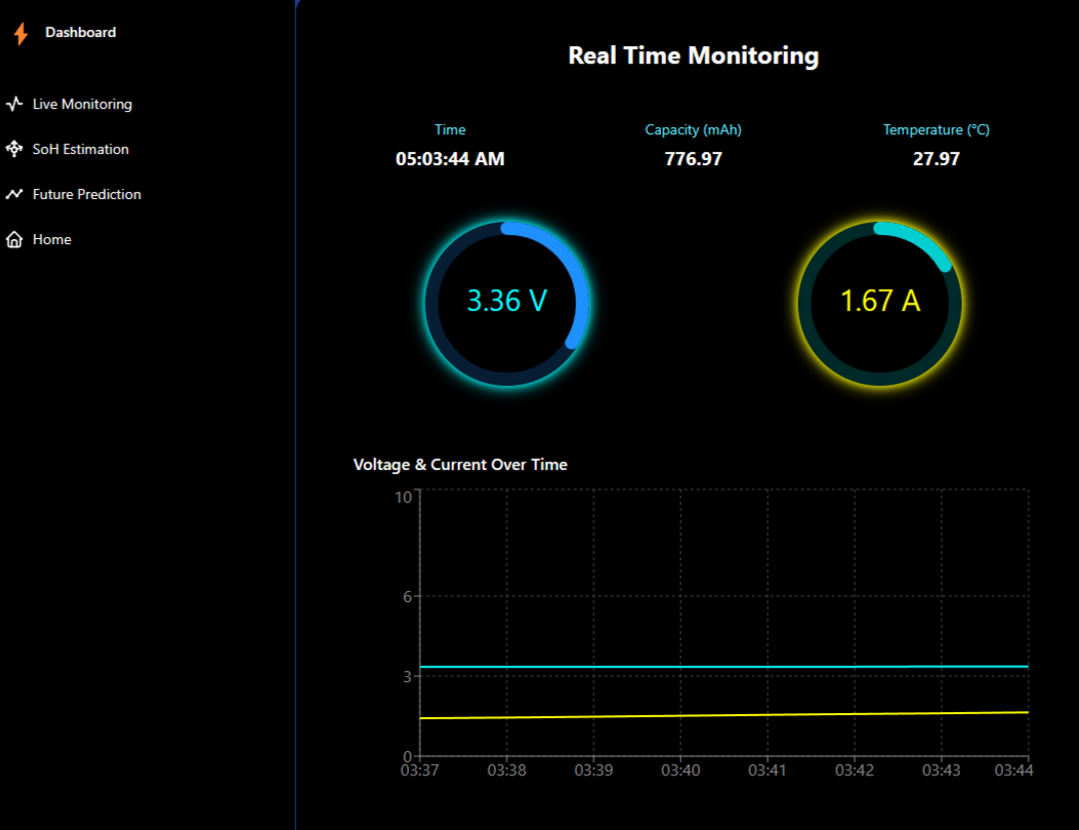 Dashboard
Live Monitoring
SoH Estimation
Future Prediction
Home
Real Time Monitoring
Time
05:03:44 AM
Capacity (mAh)
776.97
Temperature (°C)
27.97
3.36 V
1.67 A
Voltage & Current Over Time
10
6
3
0
03:37 03:38 03:39 03:40 03:41 03:42 03:43 03:44